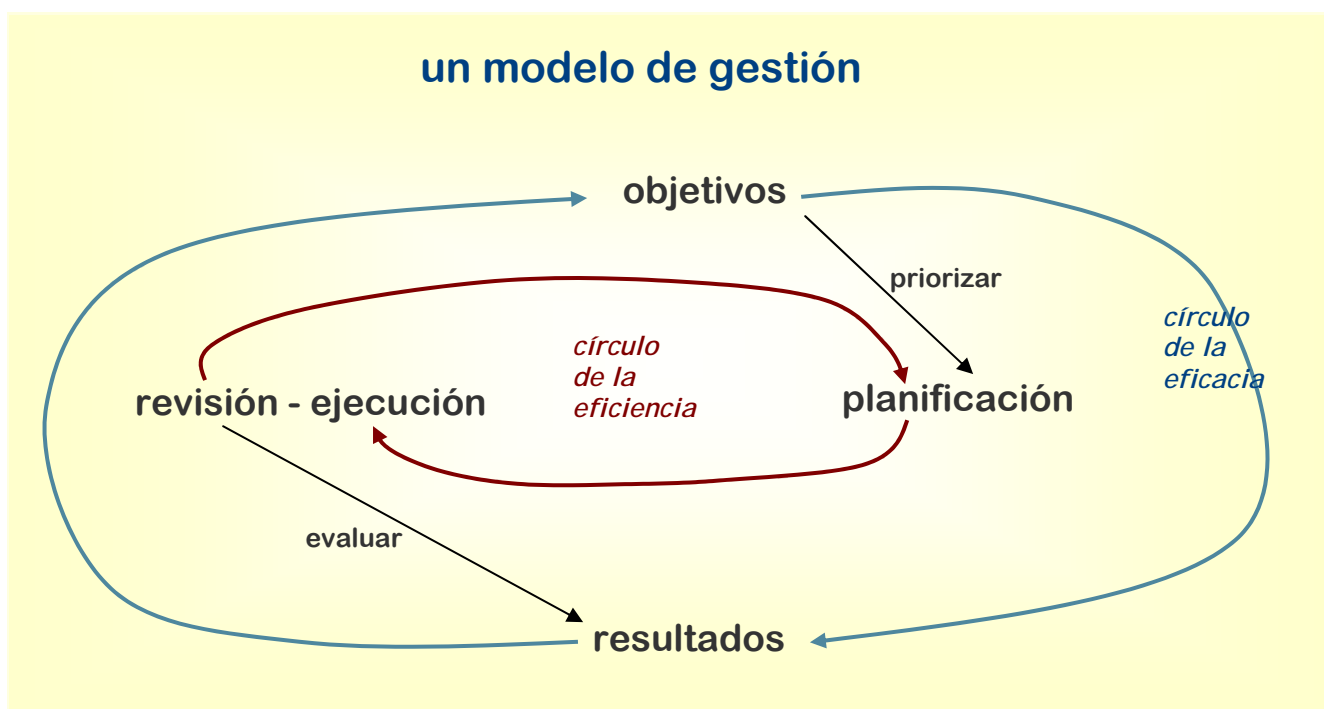 un modelo de gestión
objetivos
priorizar
círculo
de la
eficacia
círculo
de la
eficiencia
revisión - ejecución
planificación
evaluar
resultados